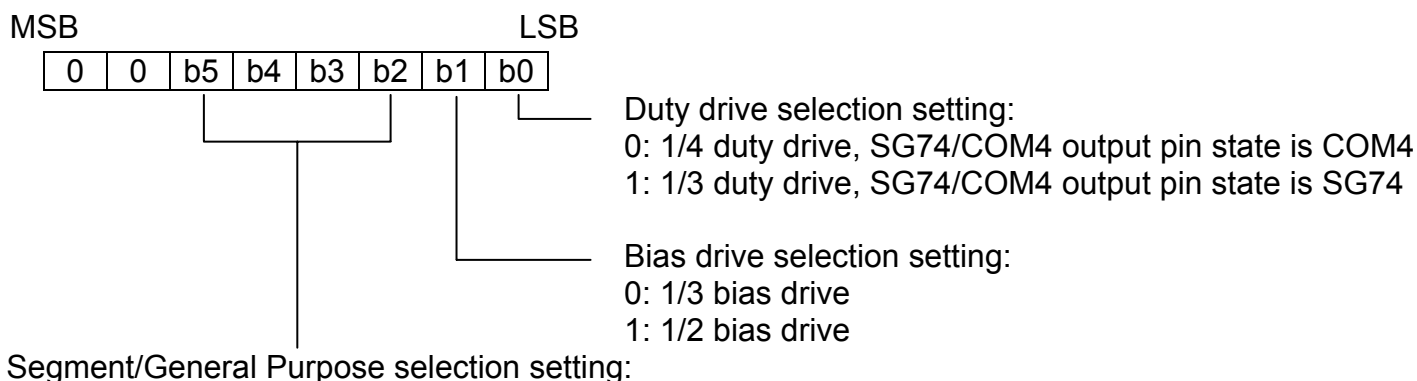 MSB LSB
0 0 b5 b4 b3 b2 b1 b0
Duty drive selection setting:
0: 1/4 duty drive, SG74/COM4 output pin state is COM4
1: 1/3 duty drive, SG74/COM4 output pin state is SG74
Bias drive selection setting:
0: 1/3 bias drive
1: 1/2 bias drive
Segment/General Purpose selection setting: